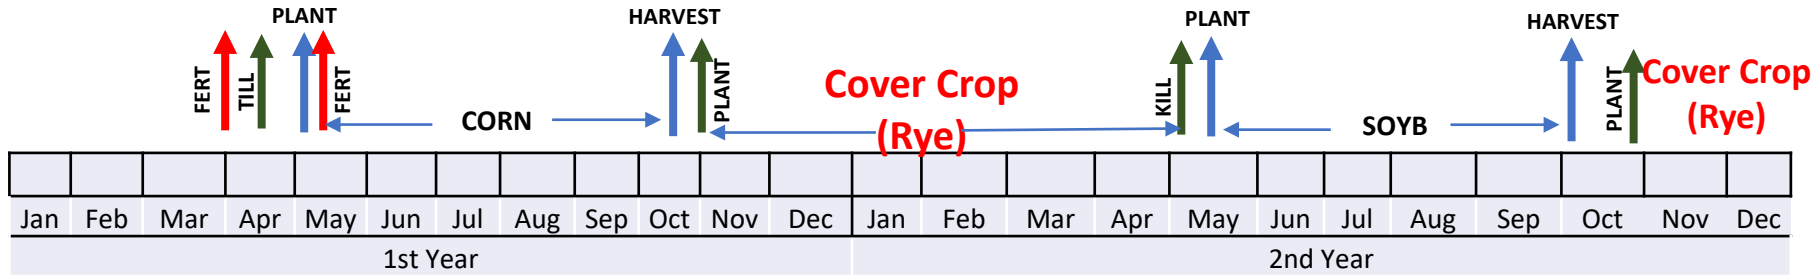 PLANT
HARVEST
PLANT
HARVEST
FERT
TILL
FERT
CORN
PLANT
Cover Crop
(Rye)
KILL
SOYB
PLANT
Cover Crop
(Rye)
Jan Feb Mar Apr May Jun Jul Aug Sep Oct Nov Dec Jan Feb Mar Apr May Jun Jul Aug Sep Oct Nov Dec
1st Year 2nd Year